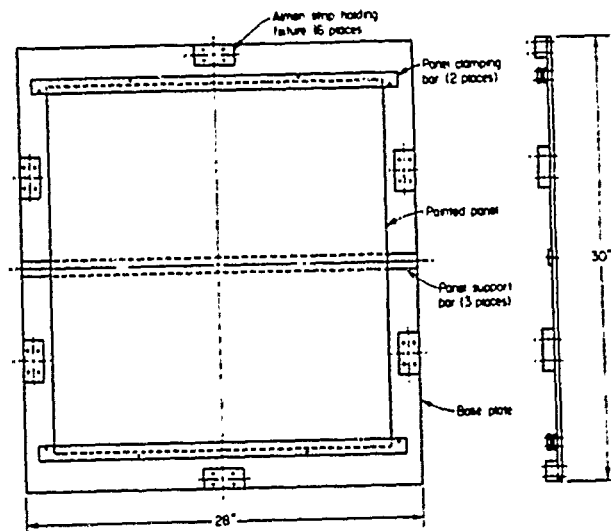 Almen strip holding
fixture 16 places
Panel clamping
bar (2 places)
Painted panel
30"
Panel support
bar (3 places)
Base plate
28"